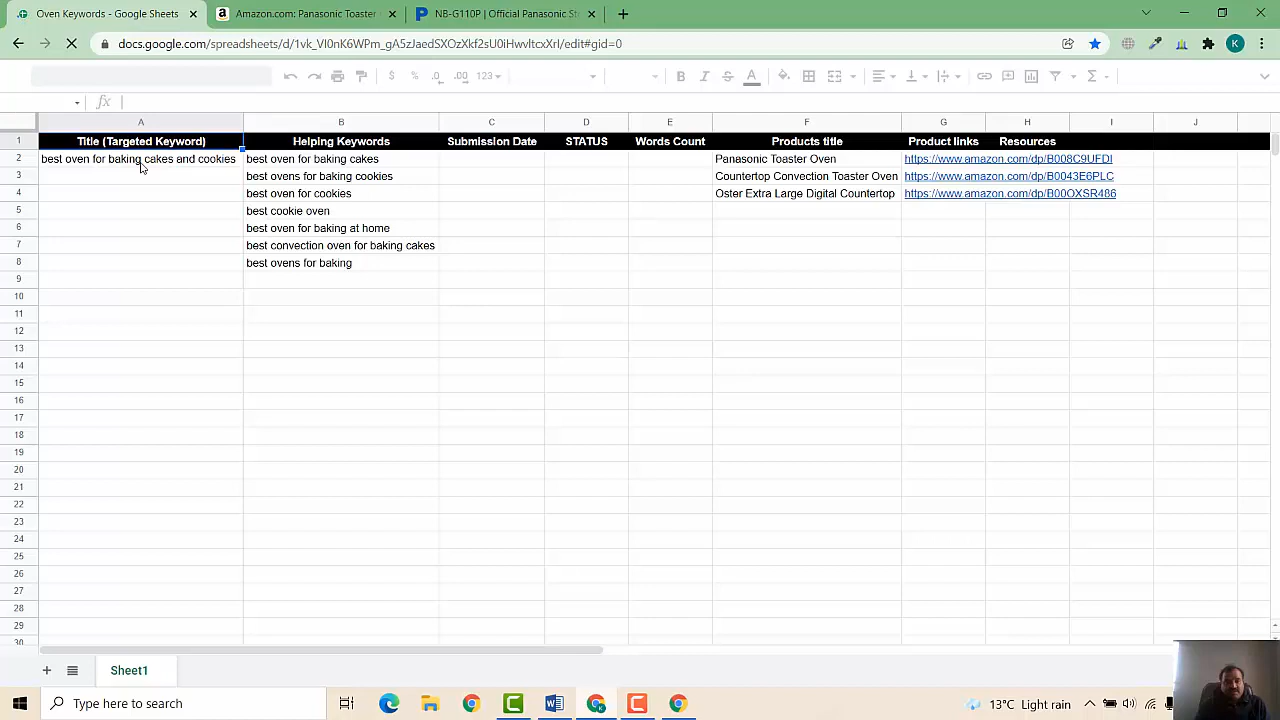 Oven Keywords - Google Sheets
Amazon.com: Panasonic Toaster
NB-G110P | Official Panasonic St
docs.google.com/spreadsheets/d/1vk_VI0nK6WPm_gA5zJaedSXOzXkf2sU0iHwvltcxXrI/edit#gid=0
K
$ % .0 .00 123
B I S A
fx
A B C D E F G H I J
1 Title (Targeted Keyword) Helping Keywords Submission Date STATUS Words Count Products title Product links Resources
2 best oven for baking cakes and cookies best oven for baking cakes Panasonic Toaster Oven https://www.amazon.com/dp/B008C9UFDI
3 best ovens for baking cookies Countertop Convection Toaster Oven https://www.amazon.com/dp/B0043E6PLC
4 best oven for cookies Oster Extra Large Digital Countertop https://www.amazon.com/dp/B00OXSR486
5 best cookie oven
6 best oven for baking at home
7 best convection oven for baking cakes
8 best ovens for baking
9
10
11
12
13
14
15
16
17
18
19
20
21
22
23
24
25
26
27
28
29
30
Sheet1
Type here to search
13°C Light rain